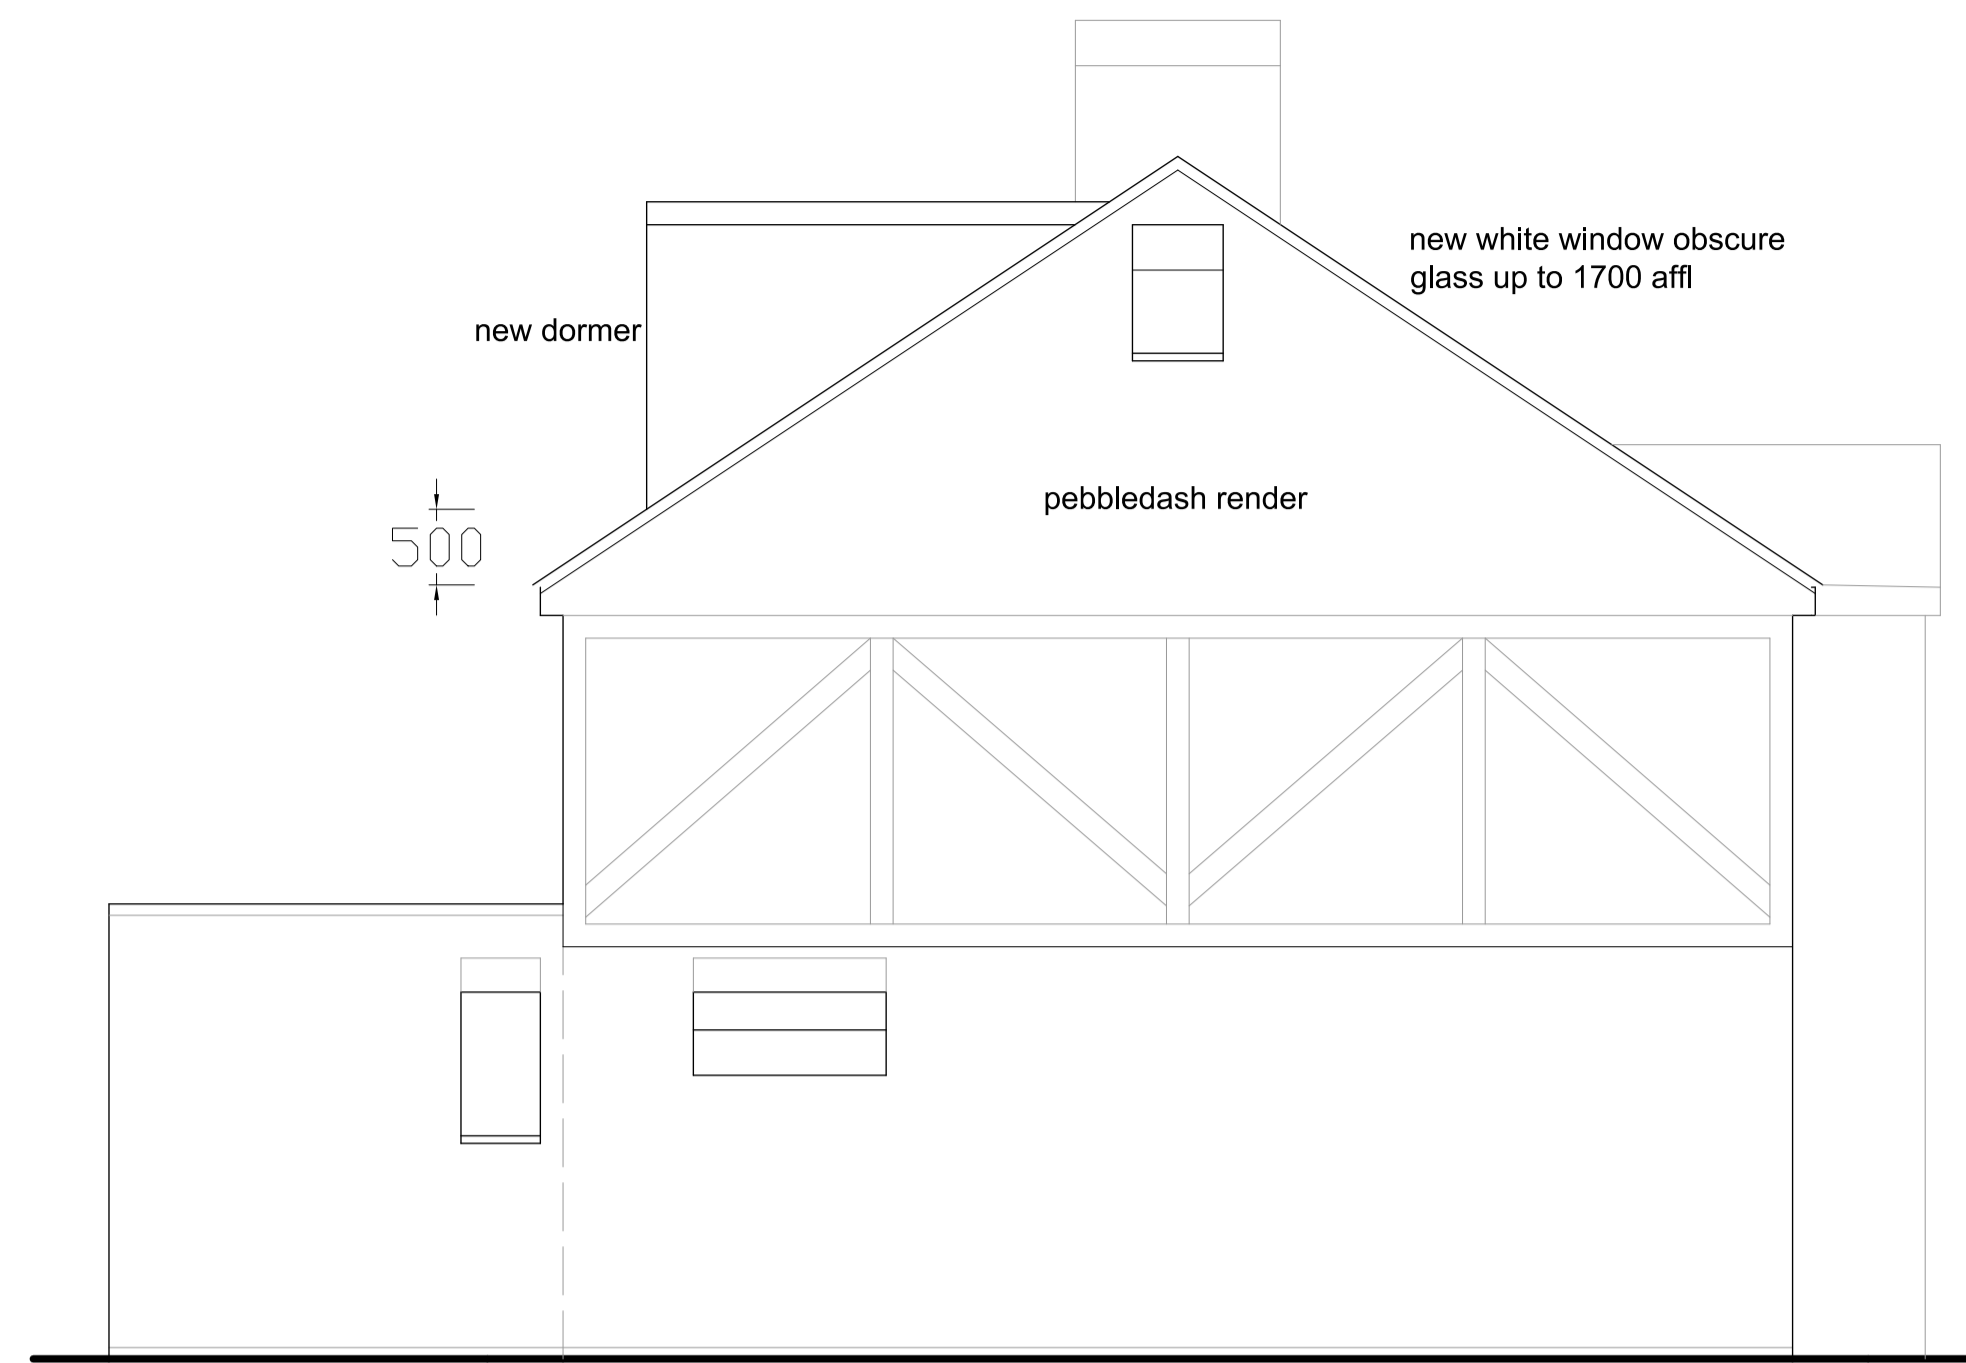 new white window obscure
glass up to 1700 affl
new dormer
pebbledash render
500